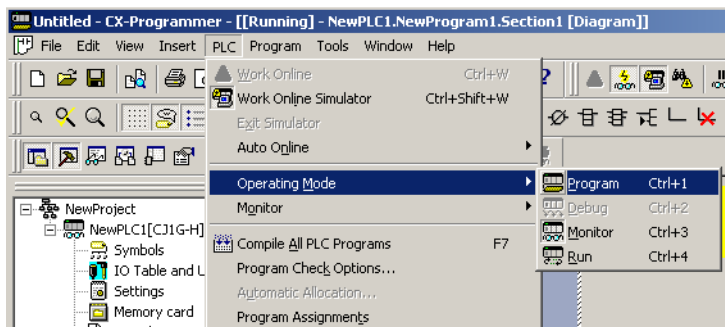 Untitled - CX-Programmer - [[Running] - NewPLC1.NewProgram1.Section1 [Diagram]]
File Edit View Insert PLC Program Tools Window Help
Work Online Ctrl+W
Work Online Simulator Ctrl+Shift+W
Exit Simulator
Auto Online
Operating Mode
Program Ctrl+1
Debug Ctrl+2
Monitor Ctrl+3
Run Ctrl+4
Monitor
Compile All PLC Programs F7
Program Check Options...
Automatic Allocation...
Program Assignments
NewProject
NewPLC1[CJ1G-H]
Symbols
IO Table and U
Settings
Memory card